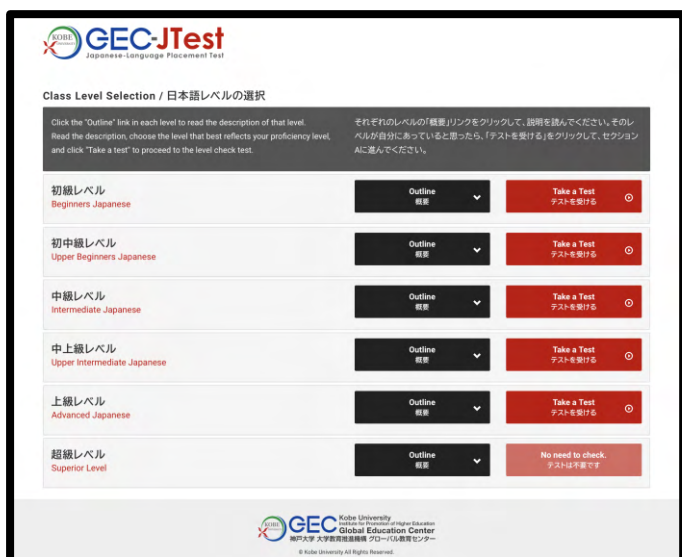 KOBE
UNIVERSITY
GEC-JTest
Japanese-Language Placement Test
Class Level Selection / 日本語レベルの選択
Click the "Outline" link in each level to read the description of that level.
Read the description, choose the level that best reflects your proficiency level,
and click "Take a test" to proceed to the level check test.
それぞれのレベルの「概要」リンクをクリックして、説明を読んでください。そのレ
ベルが自分にあっていると思ったら、「テストを受ける」をクリックして、セクション
Aに進んでください。
初級レベル
Beginners Japanese
Outline
概要
Take a Test
テストを受ける
初中級レベル
Upper Beginners Japanese
Outline
概要
Take a Test
テストを受ける
中級レベル
Intermediate Japanese
Outline
概要
Take a Test
テストを受ける
中上級レベル
Upper Intermediate Japanese
Outline
概要
Take a Test
テストを受ける
上級レベル
Advanced Japanese
Outline
概要
Take a Test
テストを受ける
超級レベル
Superior Level
Outline
概要
No need to check.
テストは不要です
KOBE
GEC
Kobe University
Institute for Promotion of Higher Education
Global Education Center
神戸大学 大学教育推進機構 グローバル教育センター
© Kobe University All Rights Reserved.